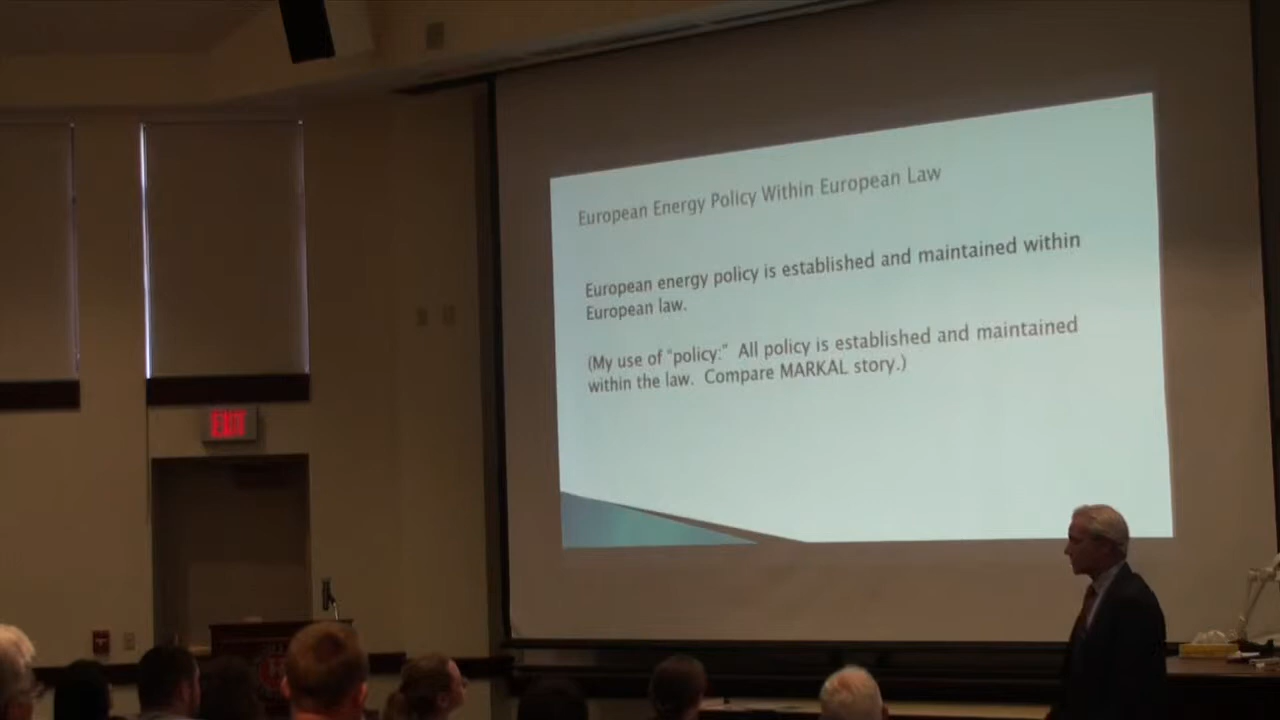 European Energy Policy Within European Law
European energy policy is established and maintained within
European law.
(My use of "policy:" All policy is established and maintained
within the law. Compare MARKAL story.)
EXIT